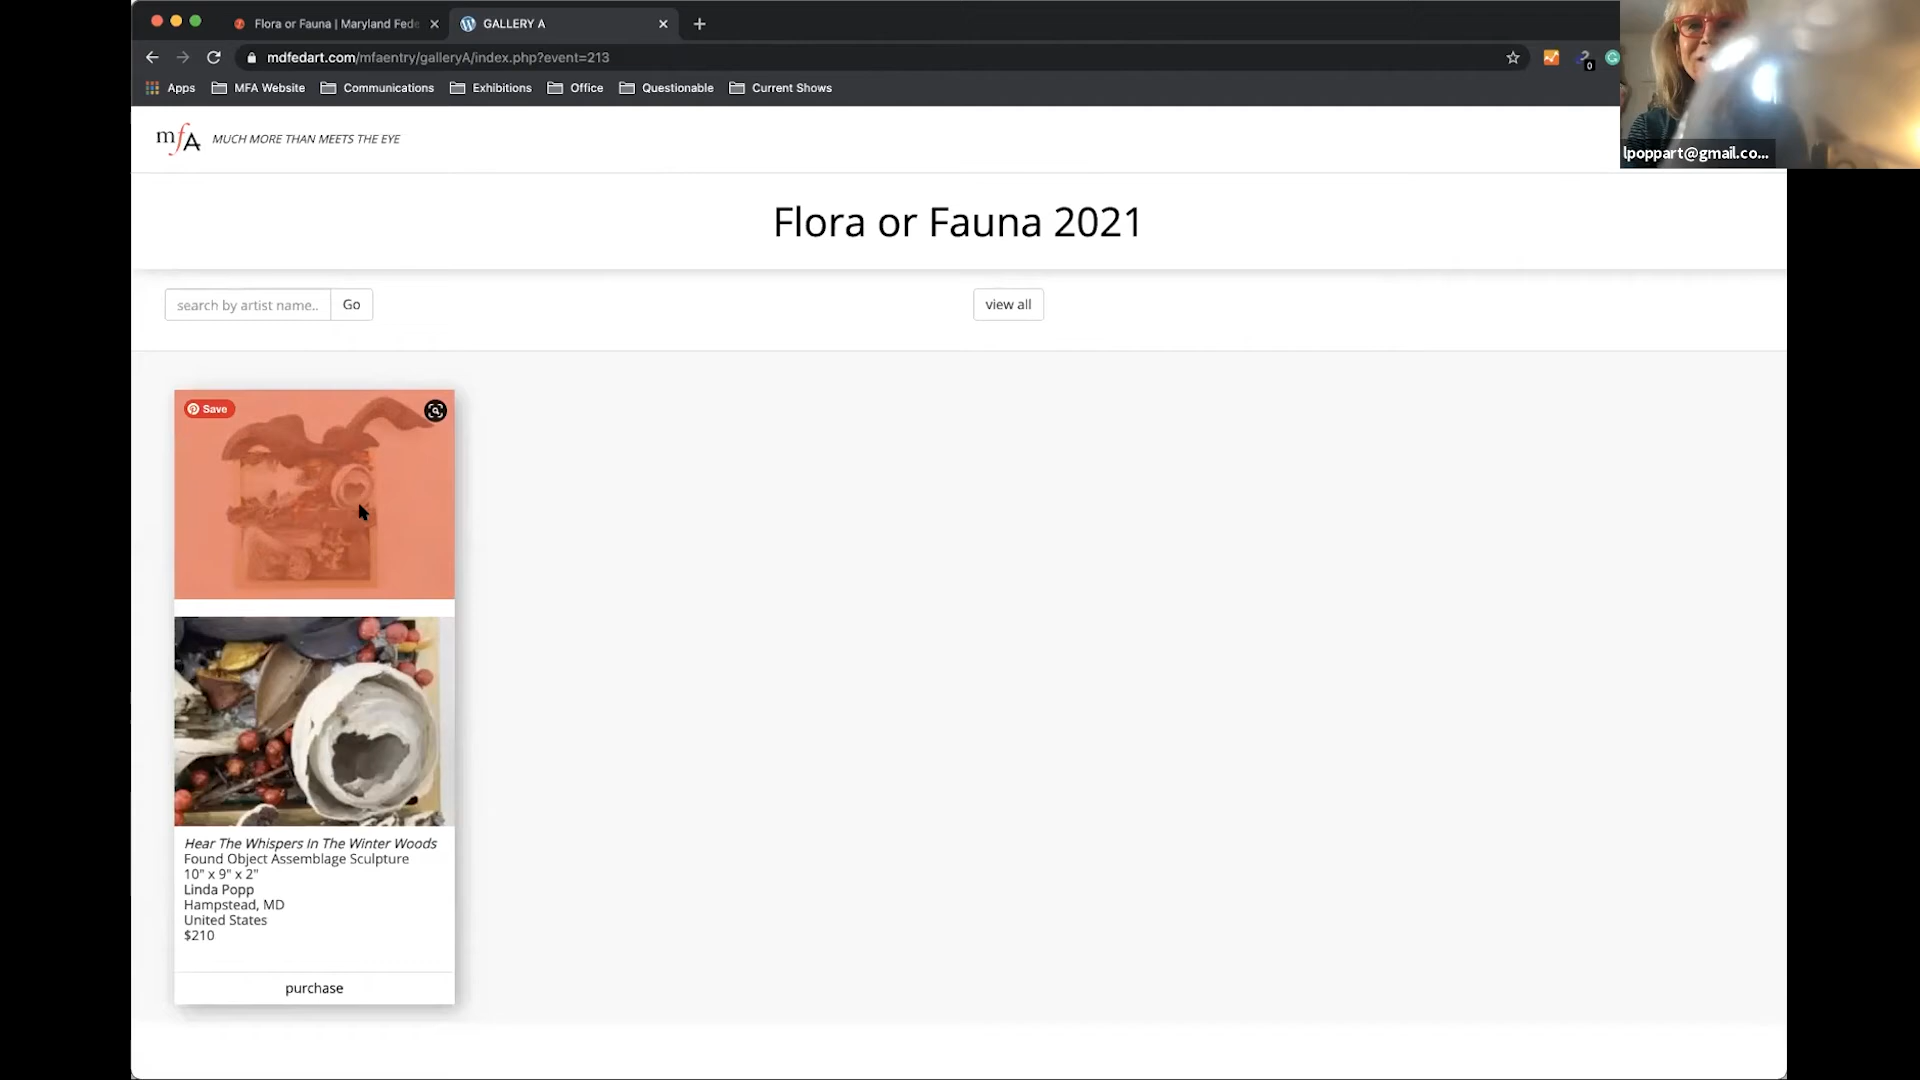 Flora or Fauna | Maryland Fede
GALLERY A
mdfedart.com/mfaentry/galleryA/index.php?event=213
0
Apps
MFA Website
Communications
Exhibitions
Office
Questionable
Current Shows
lpoppart@gmail.co...
mfA
MUCH MORE THAN MEETS THE EYE
Flora or Fauna 2021
search by artist name..
Go
view all
Save
Hear The Whispers In The Winter Woods
Found Object Assemblage Sculpture
10" x 9" x 2"
Linda Popp
Hampstead, MD
United States
$210
purchase